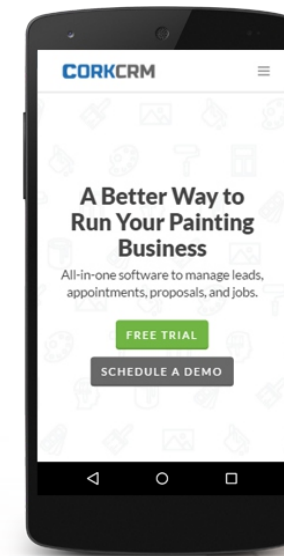 CORKCRM
A Better Way to
Run Your Painting
Business
All-in-one software to manage leads,
appointments, proposals, and jobs.
FREE TRIAL
SCHEDULE A DEMO